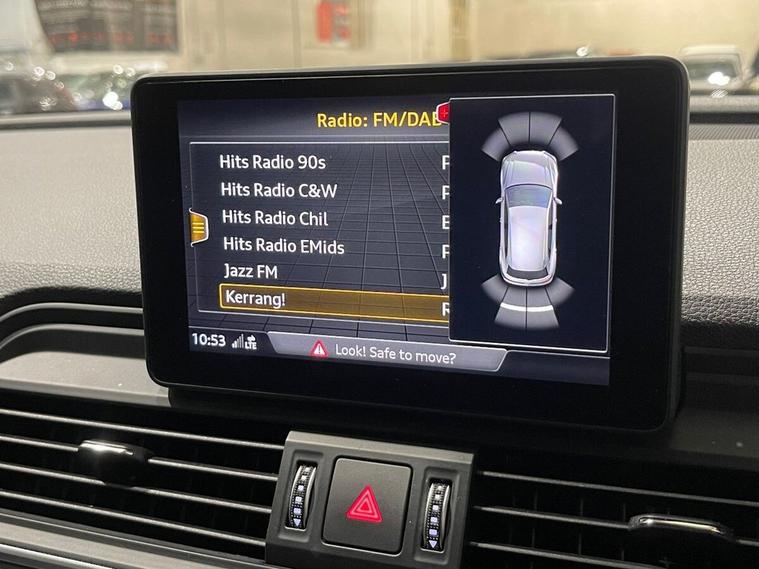 Radio: FM/DAB
Hits Radio 90s
Hits Radio C&W
Hits Radio Chil
Hits Radio EMids
Jazz FM
Kerrang!
10:53
LTE
Look! Safe to move?